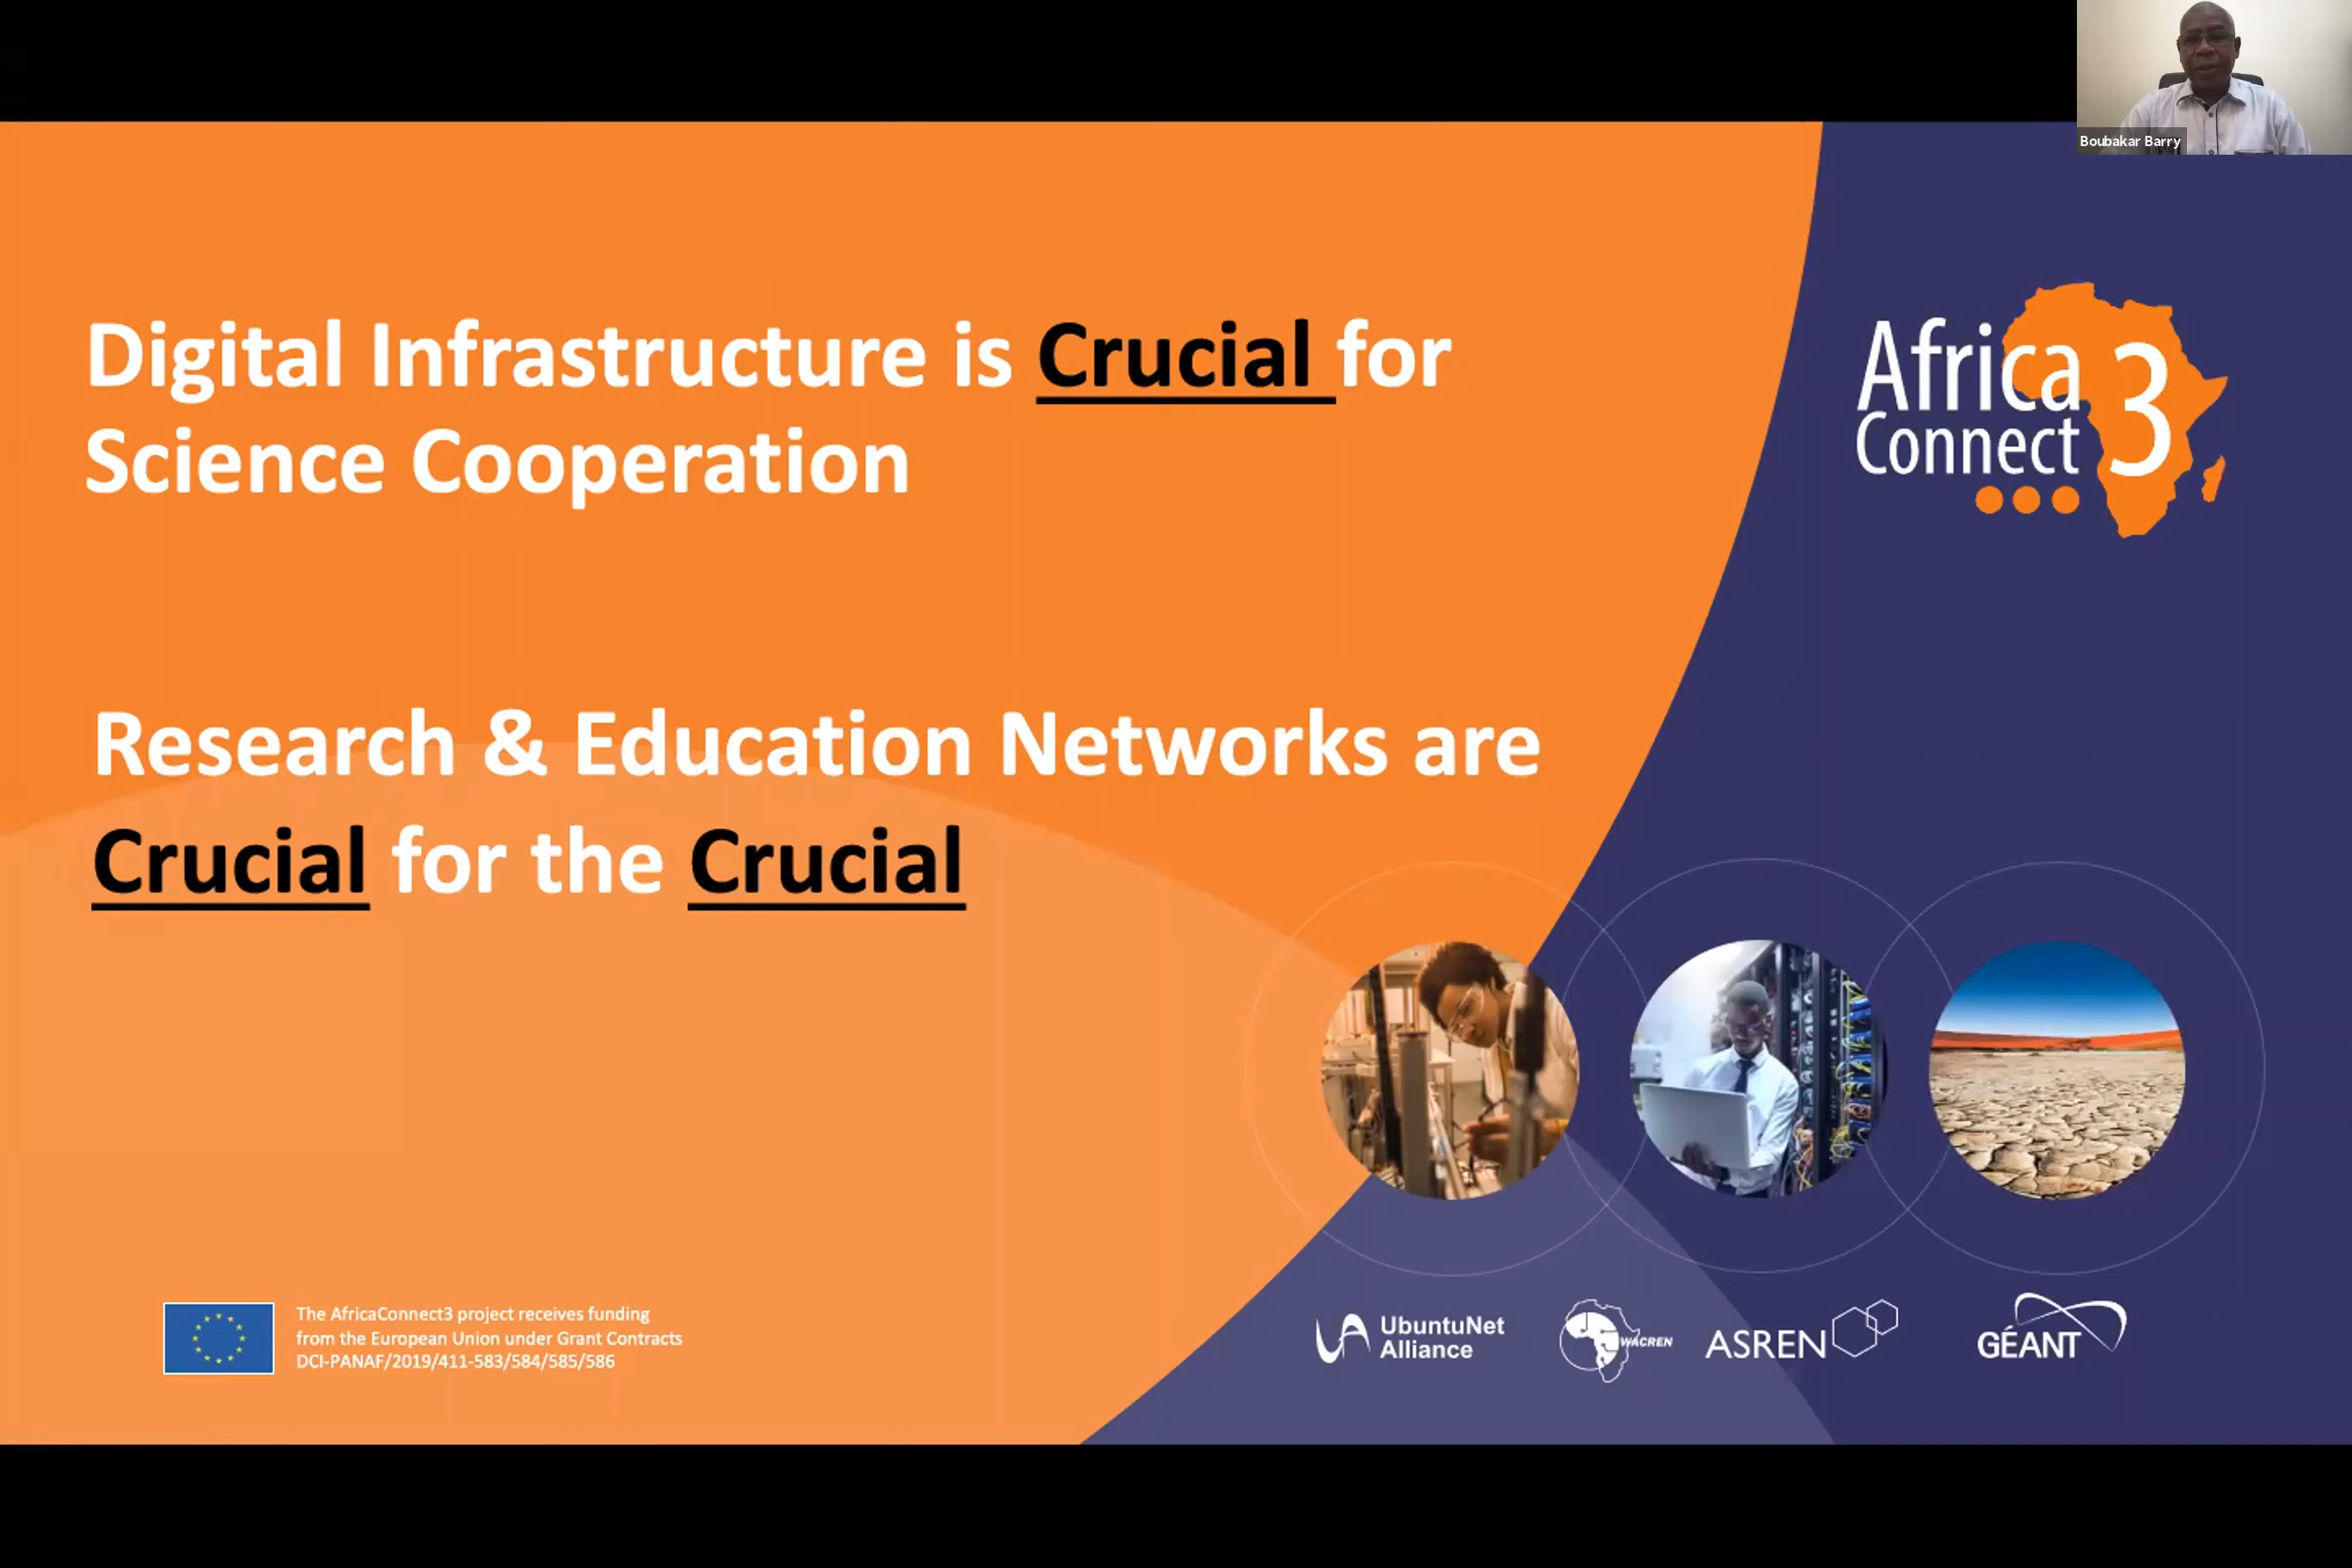 Boubakar Barry
Digital Infrastructure is Crucial for
Science Cooperation
Africa
Connect
3
Research & Education Networks are
Crucial for the Crucial
The AfricaConnect3 project receives funding
from the European Union under Grant Contracts
DCI-PANAF/2019/411-583/584/585/586
UbuntuNet
Alliance
WACREN
ASREN
GÉANT